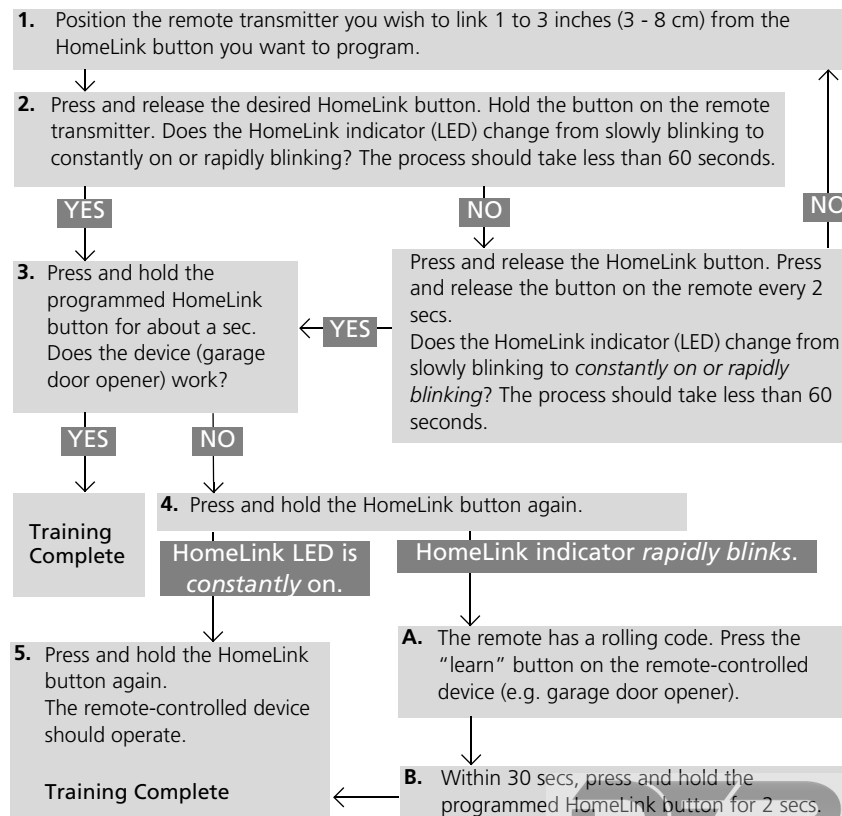 1. Position the remote transmitter you wish to link 1 to 3 inches (3 - 8 cm) from the
HomeLink button you want to program.
2. Press and release the desired HomeLink button. Hold the button on the remote
transmitter. Does the HomeLink indicator (LED) change from slowly blinking to
constantly on or rapidly blinking? The process should take less than 60 seconds.
YES
NO
NO
3. Press and hold the
programmed HomeLink
button for about a sec.
Does the device (garage
door opener) work?
YES
Press and release the HomeLink button. Press
and release the button on the remote every 2
secs.
Does the HomeLink indicator (LED) change from
slowly blinking to constantly on or rapidly
blinking? The process should take less than 60
seconds.
YES
NO
Training
Complete
4. Press and hold the HomeLink button again.
HomeLink LED is
constantly on.
HomeLink indicator rapidly blinks.
5. Press and hold the HomeLink
button again.
The remote-controlled device
should operate.
Training Complete
A. The remote has a rolling code. Press the
“learn” button on the remote-controlled
device (e.g. garage door opener).
B. Within 30 secs, press and hold the
programmed HomeLink button for 2 secs.